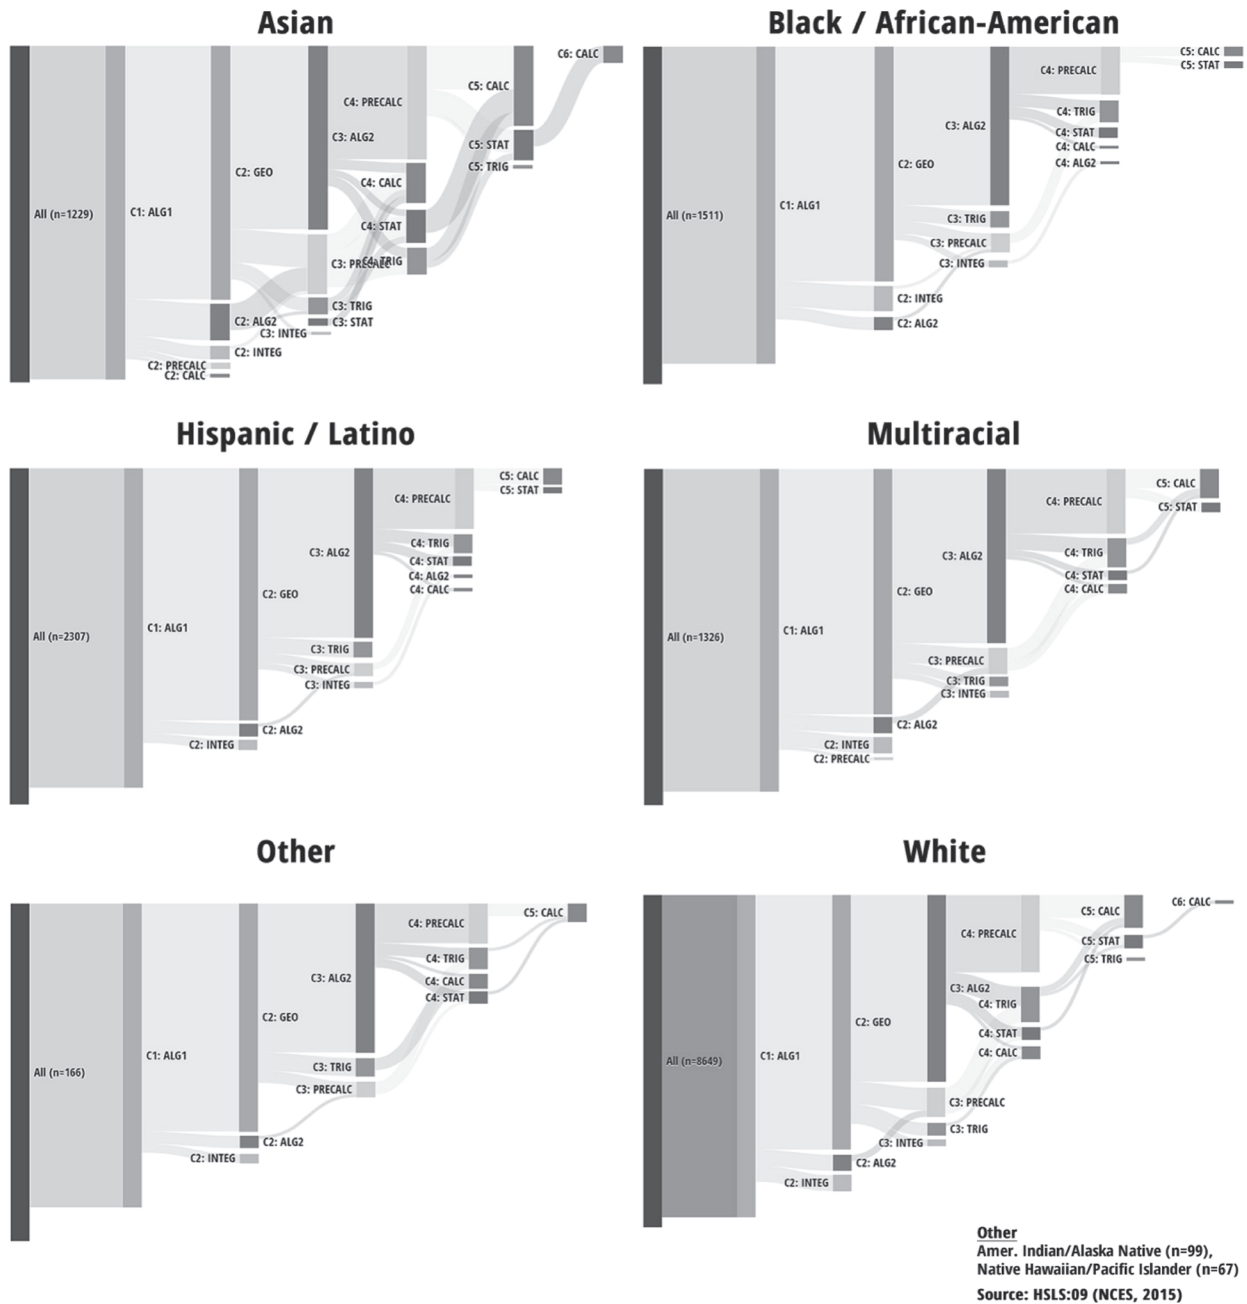 Asian
Black / African-American
C6: CALC
C5: CALC
C4: PRECALC
C3: ALG2
C5: STAT
C5: TRIG
C2: GEO
C4: CALC
All (n=1229)
C1: ALG1
C4: STAT
C3: PRECALC
C4: TRIG
C3: TRIG
C2: ALG2
C3: STAT
C3: INTEG
C2: INTEG
C2: PRECALC
C2: CALC
C5: CALC
C5: STAT
C4: PRECALC
C4: TRIG
C3: ALG2
C4: STAT
C4: CALC
C4: ALG2
C2: GEO
C1: ALG1
All (n=1511)
C3: TRIG
C3: PRECALC
C3: INTEG
C2: INTEG
C2: ALG2
Hispanic / Latino
Multiracial
C5: CALC
C5: STAT
C4: PRECALC
C4: TRIG
C3: ALG2
C4: STAT
C4: ALG2
C4: CALC
C2: GEO
C1: ALG1
All (n=2307)
C3: TRIG
C3: PRECALC
C3: INTEG
C2: ALG2
C2: INTEG
C5: CALC
C4: PRECALC
C5: STAT
C4: TRIG
C3: ALG2
C4: STAT
C4: CALC
C2: GEO
C1: ALG1
All (n=1326)
C3: PRECALC
C3: TRIG
C3: INTEG
C2: ALG2
C2: INTEG
C2: PRECALC
Other
White
C5: CALC
C4: PRECALC
C4: TRIG
C3: ALG2
C4: CALC
C4: STAT
C2: GEO
C1: ALG1
C3: TRIG
All (n=166)
C3: PRECALC
C2: ALG2
C2: INTEG
C6: CALC
C5: CALC
C4: PRECALC
C5: STAT
C5: TRIG
C3: ALG2
C4: TRIG
C2: GEO
C4: STAT
C4: CALC
C1: ALG1
All (n=8649)
C3: PRECALC
C3: TRIG
C3: INTEG
C2: ALG2
C2: INTEG
Other
Amer. Indian/Alaska Native (n=99),
Native Hawaiian/Pacific Islander (n=67)
Source: HSLS:09 (NCES, 2015)